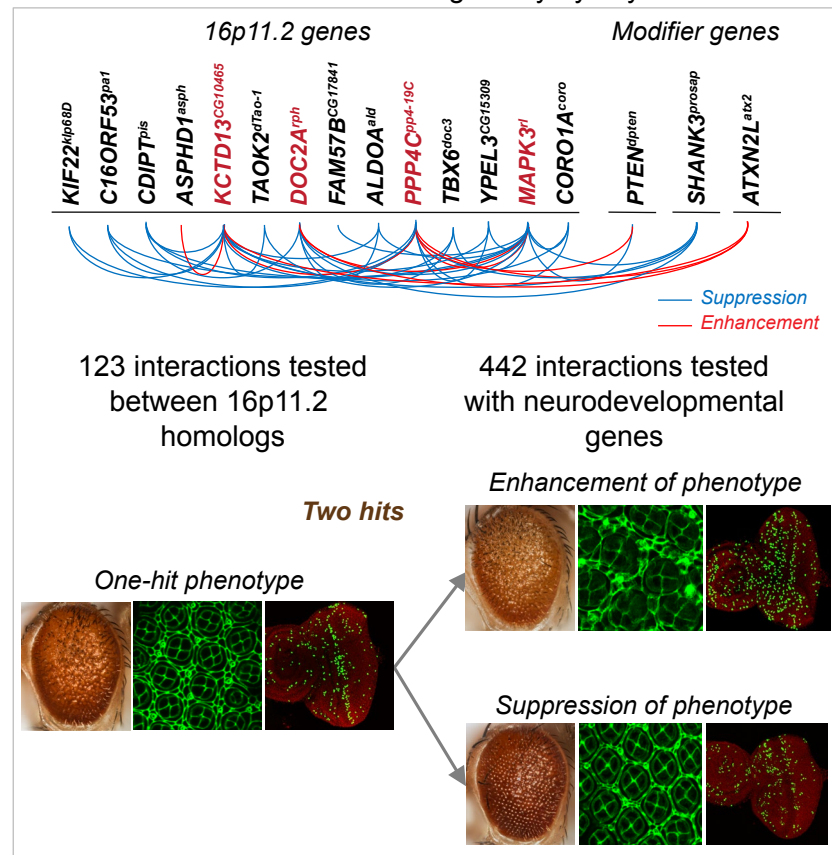 16p11.2 genes
Modifier genes
KIF22klp68D
C16ORF53pa1
CDIPTpis
ASPHD1asph
KCTD13CG10465
TAOK2dTao-1
DOC2Arph
FAM57BCG17841
ALDOAald
PPP4Cpp4-19C
TBX6doc3
YPEL3CG15309
MAPK3rl
CORO1Acoro
PTENdpten
SHANK3prosap
ATXN2Latx2
Suppression
Enhancement
123 interactions tested
between 16p11.2
homologs
442 interactions tested
with neurodevelopmental
genes
Two hits
One-hit phenotype
Enhancement of phenotype
Suppression of phenotype